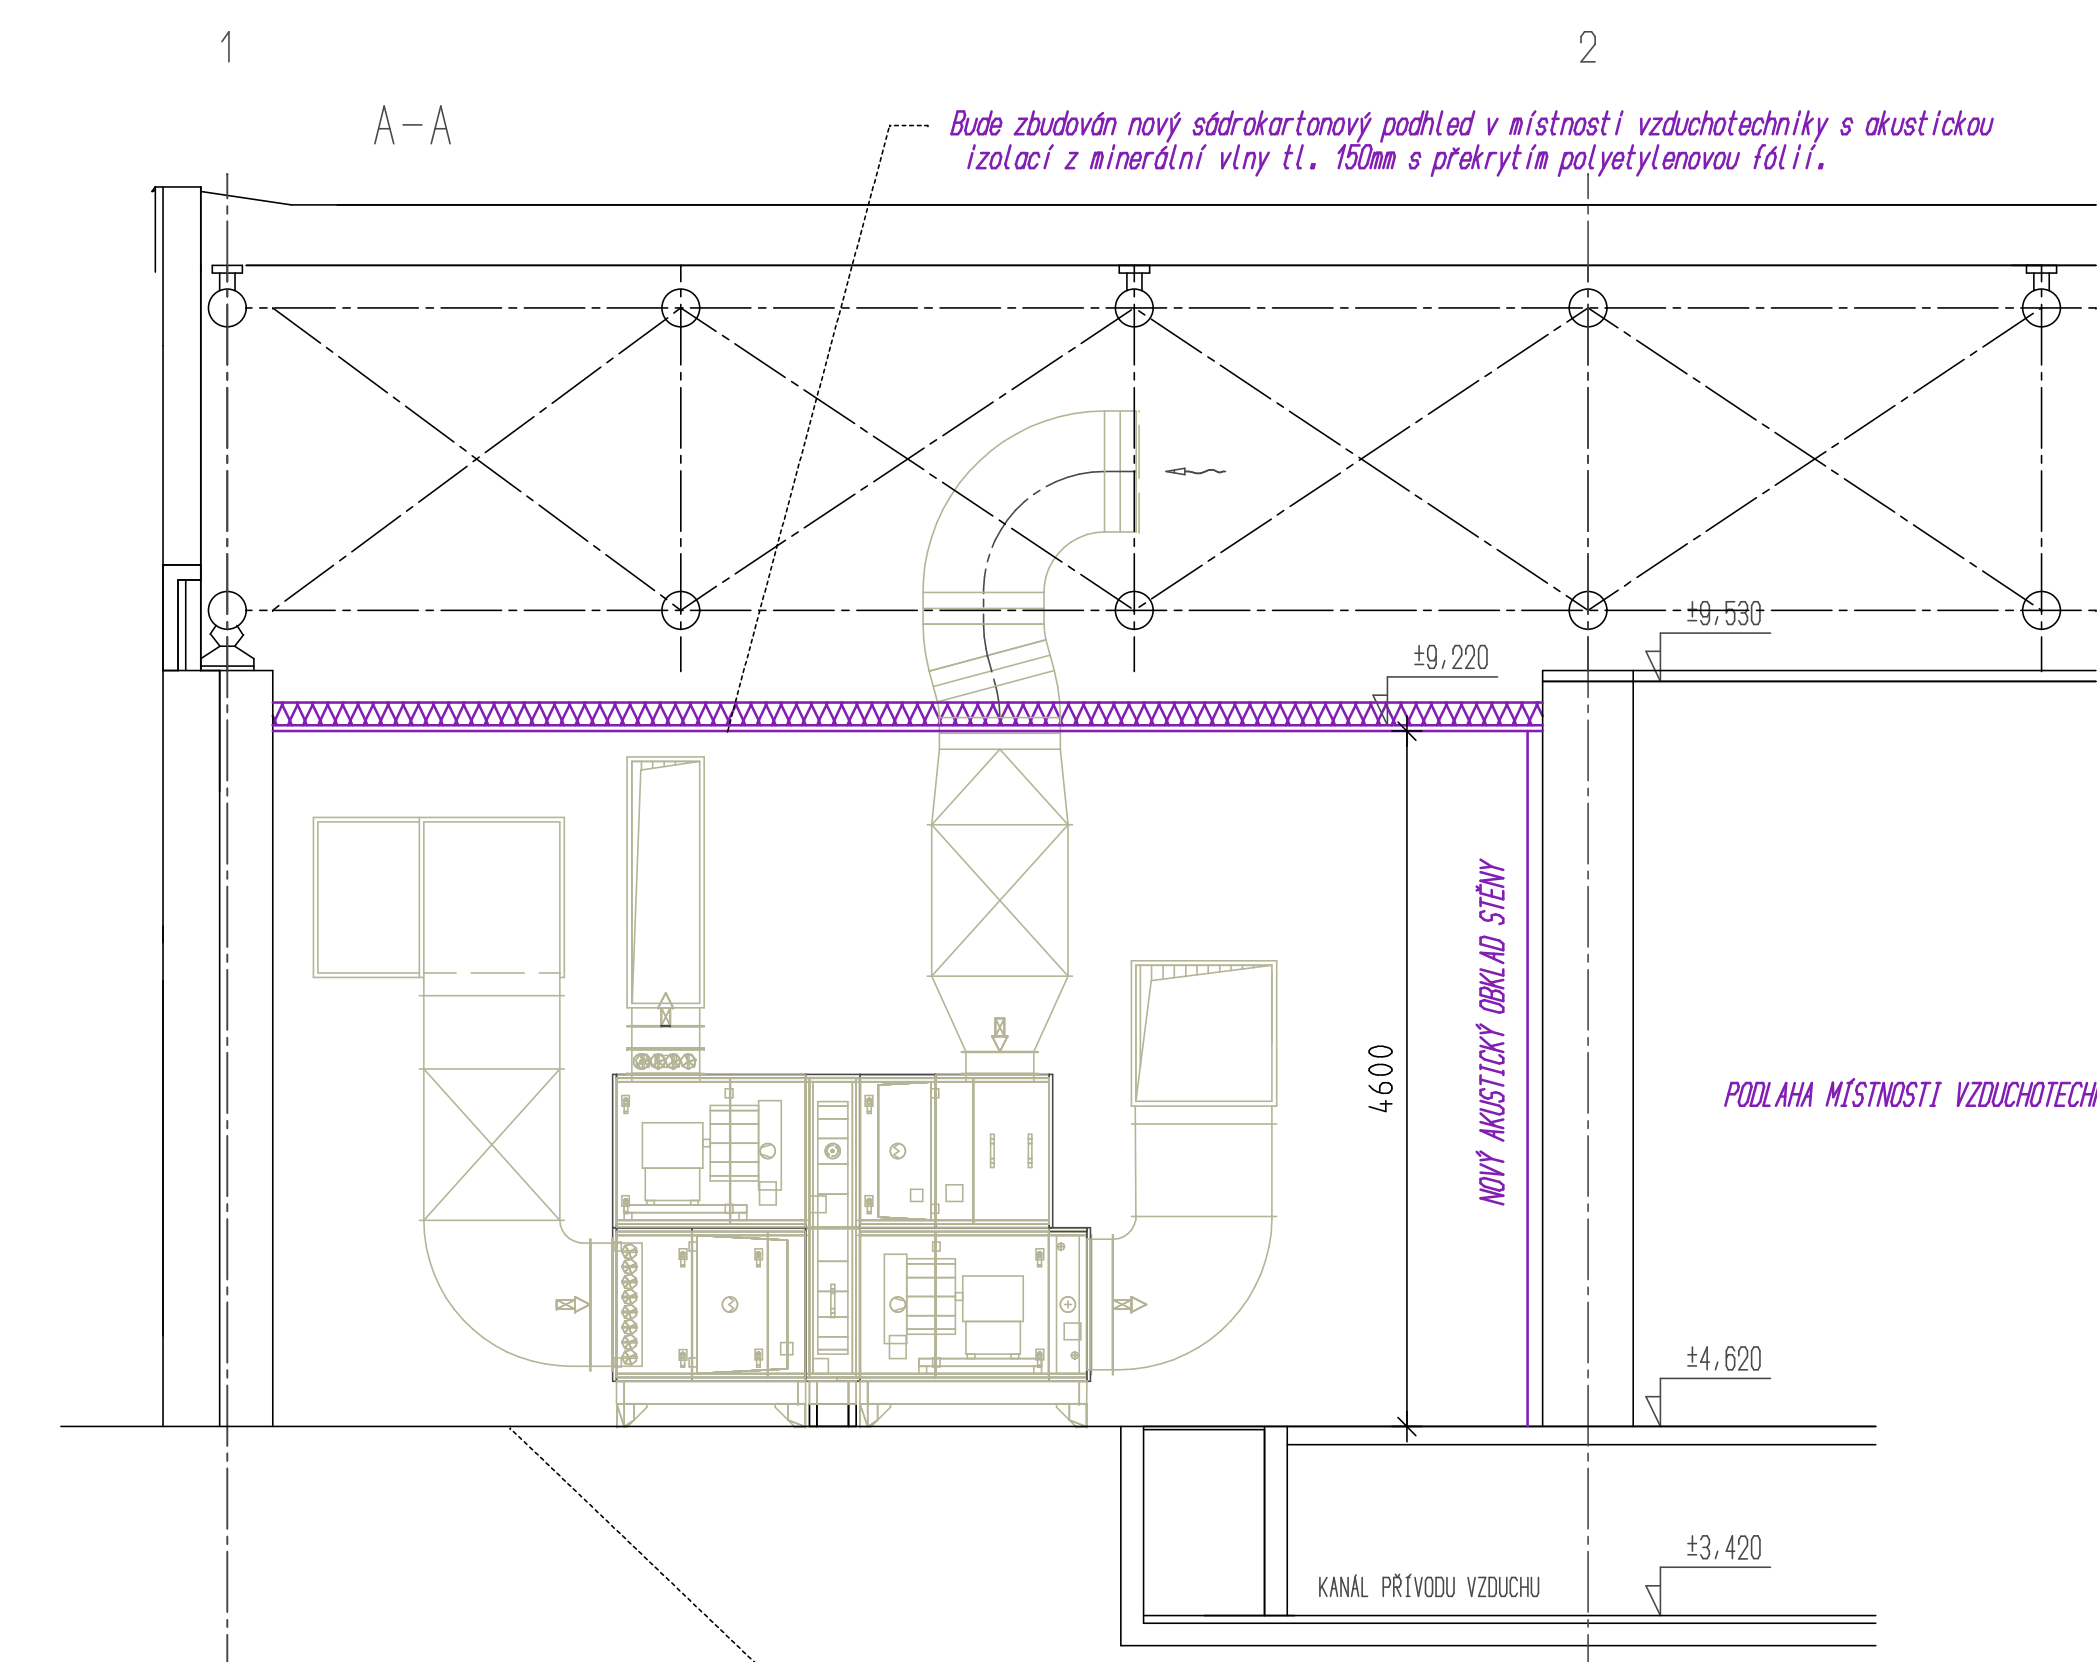 1
2
A-A
Bude zbudován nový sádrokartonový podhled v místnosti vzduchotechniky s akustickou
izolací z minerální vlny tl. 150mm s překrytím polyetylenovou fólií.
±9,530
±9,220
NOVÝ AKUSTICKÝ OBKLAD STĚNY
4600
PODLAHA MÍSTNOSTI
±4,620
±3,420
KANÁL PŘÍVODU VZDUCHU